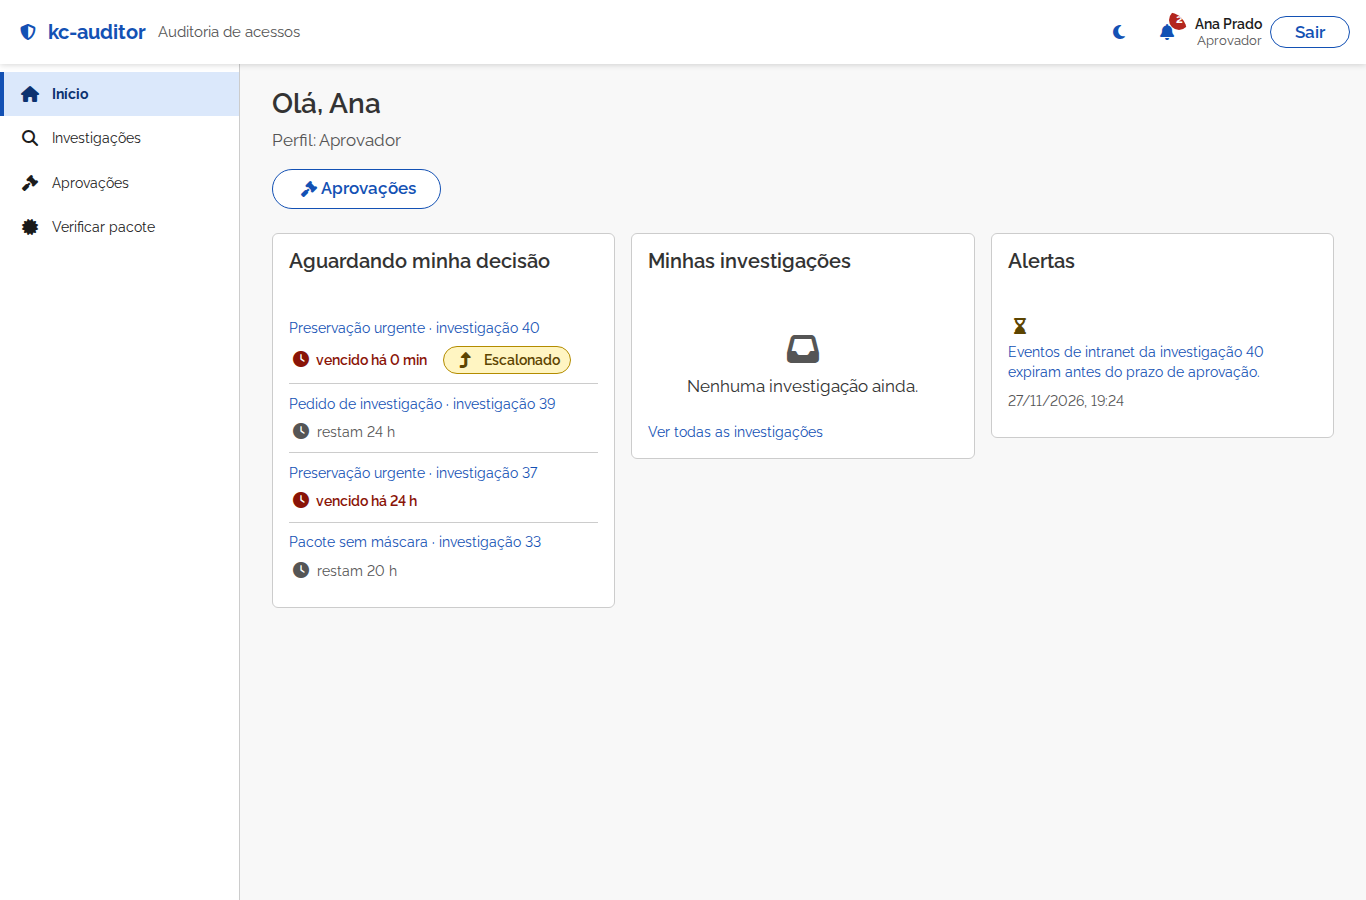 kc-auditor Auditoria de acessos
2
Ana Prado
Aprovador
Sair
Início
Investigações
Aprovações
Verificar pacote
Olá, Ana
Perfil: Aprovador
Aprovações
Aguardando minha decisão
Preservação urgente · investigação 40
vencido há 0 min Escalonado
Pedido de investigação · investigação 39
restam 24 h
Preservação urgente · investigação 37
vencido há 24 h
Pacote sem máscara · investigação 33
restam 20 h
Minhas investigações
Nenhuma investigação ainda.
Ver todas as investigações
Alertas
Eventos de intranet da investigação 40
expiram antes do prazo de aprovação.
27/11/2026, 19:24